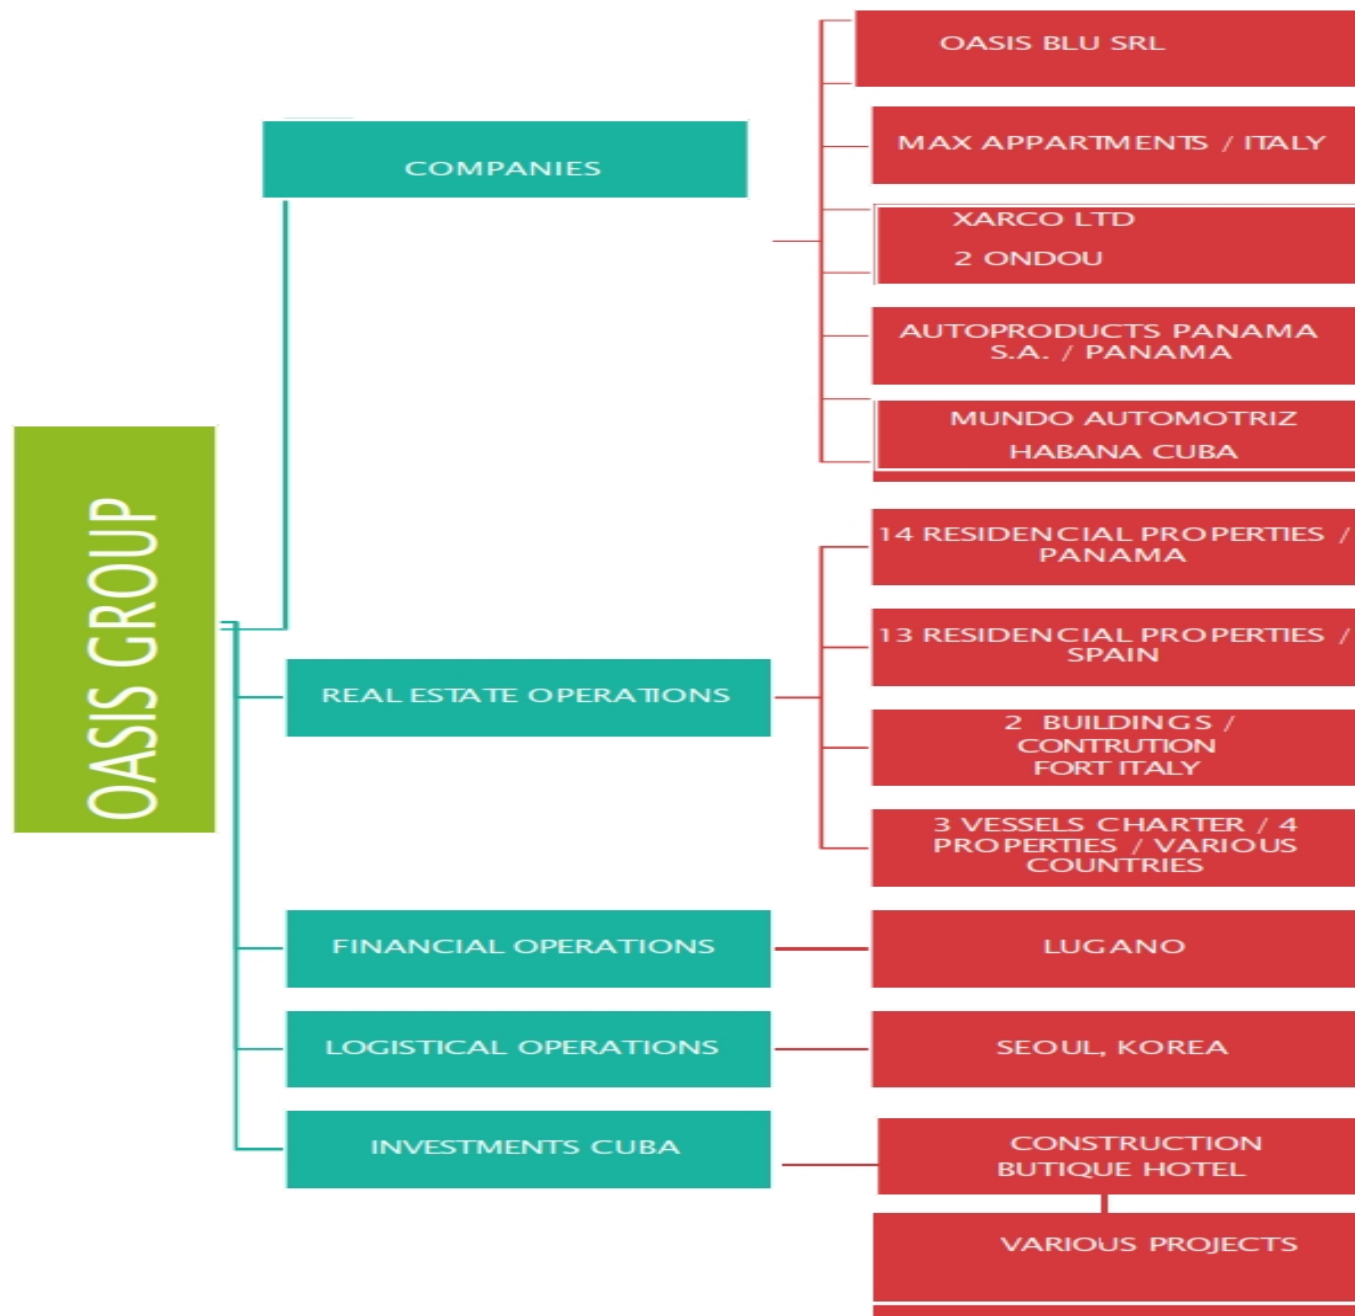 OASIS GROUP
COMPANIES
OASIS BLU SRL
MAX APPARTMENTS / ITALY
XARCO LTD
2 ONDOU
AUTOPRODUCTS PANAMA
S.A. / PANAMA
MUNDO AUTOMOTRIZ
HABANA CUBA
REAL ESTATE OPERATIONS
14 RESIDENCIAL PROPERTIES /
PANAMA
13 RESIDENCIAL PROPERTIES /
SPAIN
2 BUILDINGS /
CONTRUTION
FORT ITALY
3 VESSELS CHARTER / 4
PROPERTIES / VARIOUS
COUNTRIES
FINANCIAL OPERATIONS
LUGANO
LOGISTICAL OPERATIONS
SEOUL, KOREA
INVESTMENTS CUBA
CONSTRUCTION
BUTIQUE HOTEL
VARIOUS PROJECTS